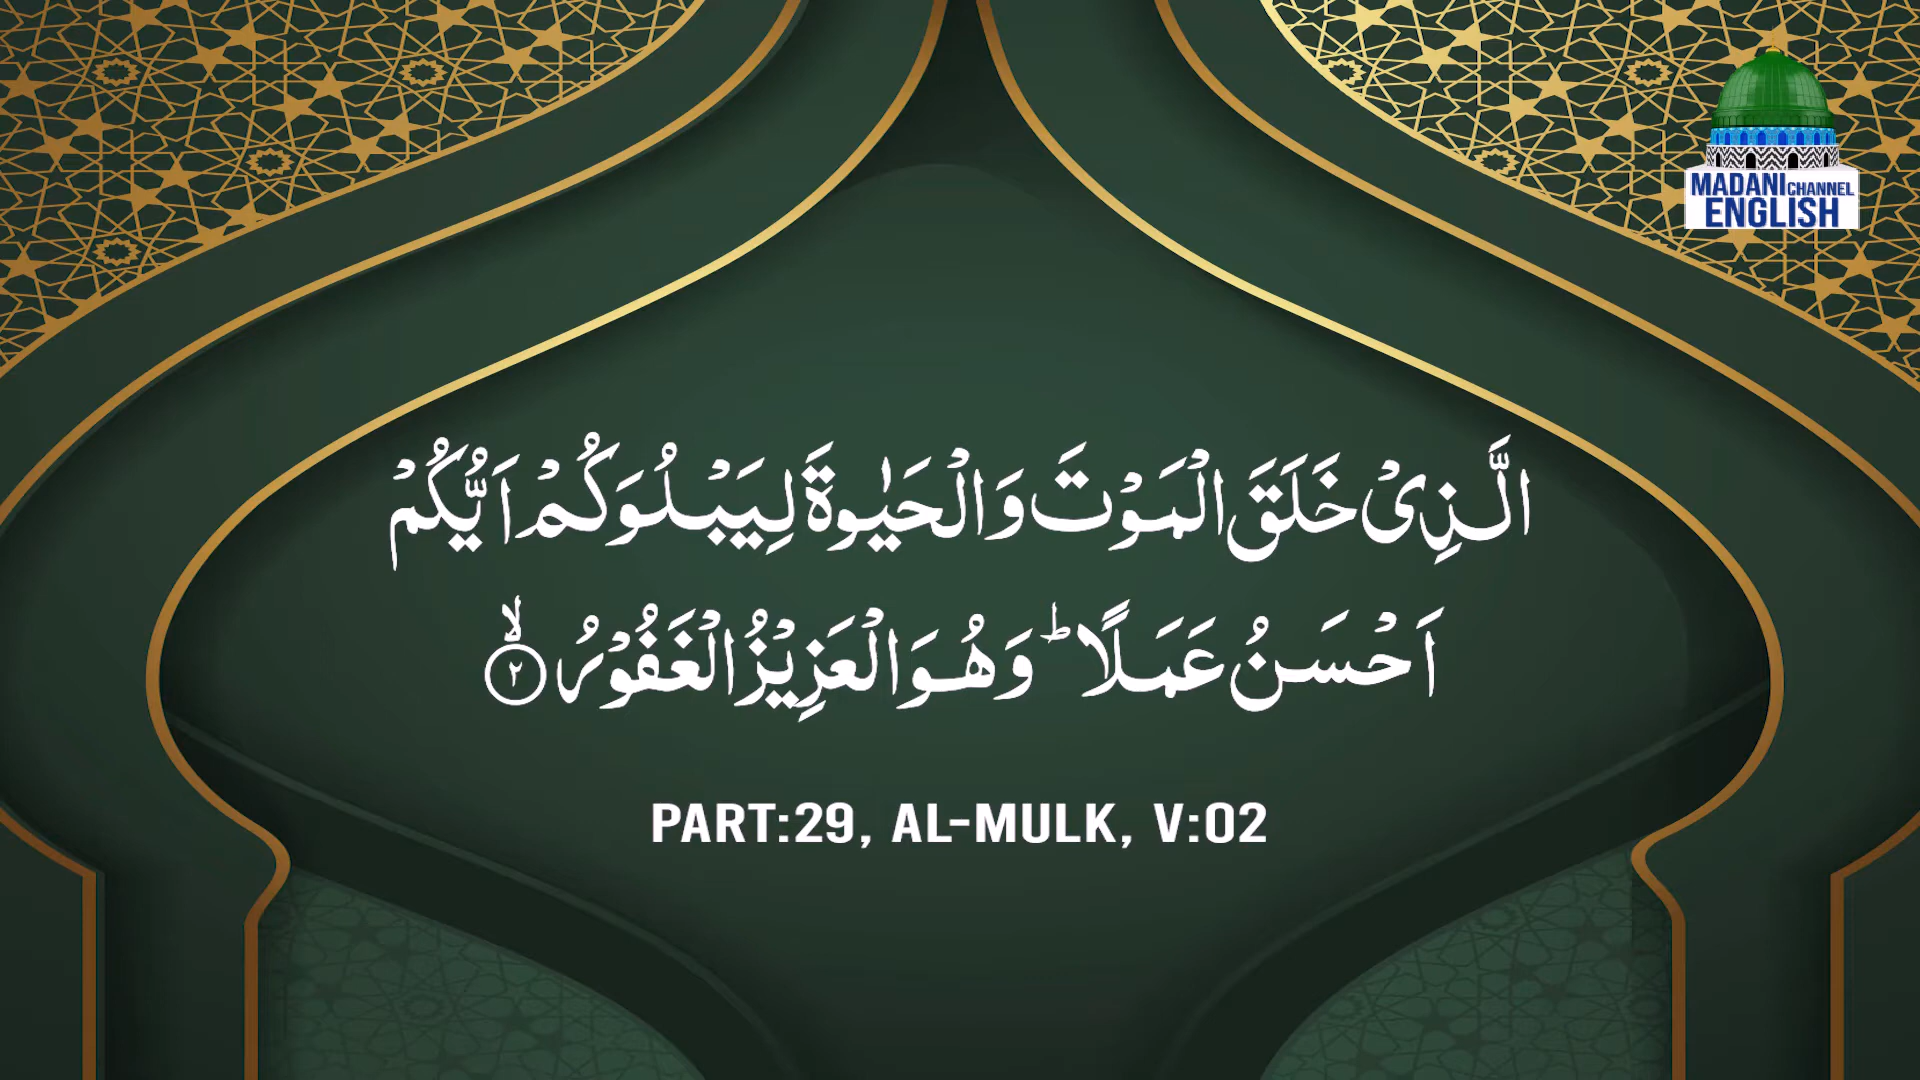 MADANI CHANNEL
ENGLISH
الَّذِیْ خَلَقَ الْمَوْتَ وَالْحَیٰوةَ لِیَبْلُوَكُمْ اَیُّكُمْ
اَحْسَنُ عَمَلًاؕ وَهُوَ الْعَزِیْزُ الْغَفُوْرُۙ۝۲
PART:29, AL-MULK, V:02